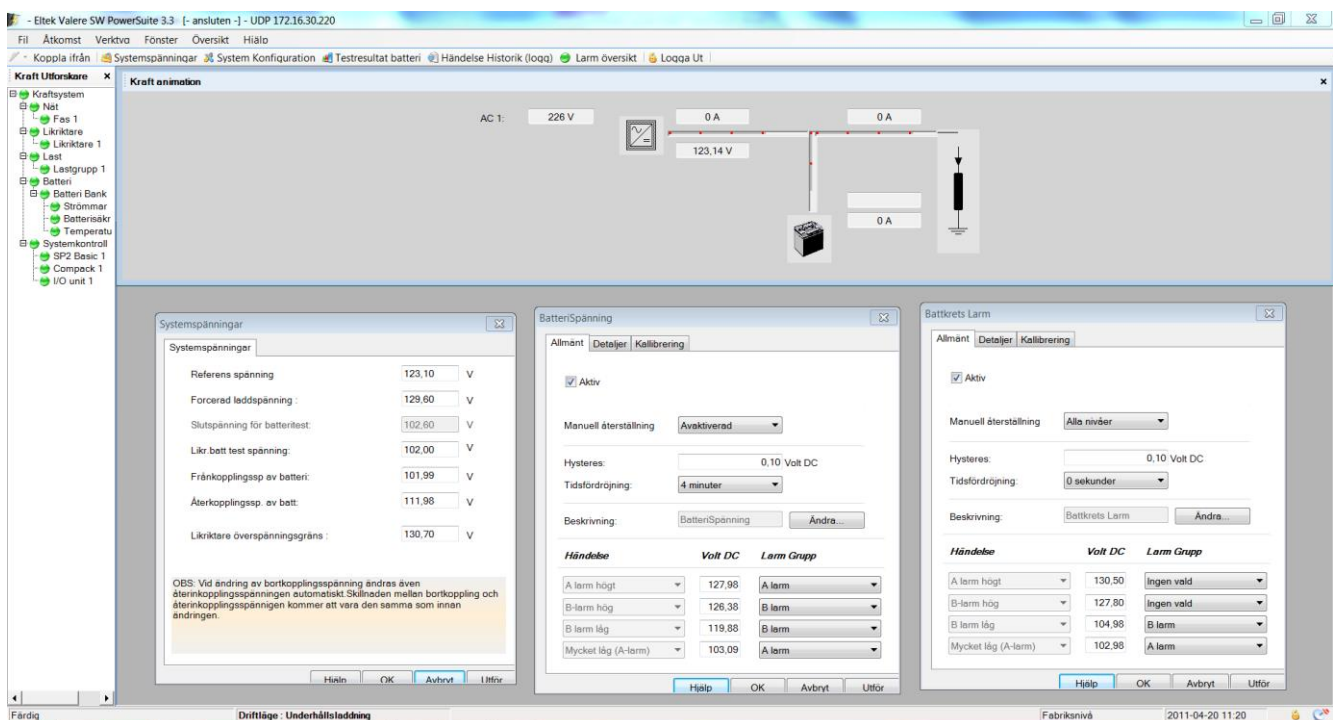 - Eltek Valere SW PowerSuite 3.3 [- ansluten -] - UDP 172.16.30.220
Fil Åtkomst Verktyg Fönster Översikt Hiälp
Koppla ifrån Systemspänningar System Konfiguration Testresultat batteri Händelse Historik (logg) Larm översikt Logga Ut
Kraft Utforskare x
Kraftsystem
Nät
Fas 1
Likriktare
Likriktare 1
Last
Lastgrupp 1
Batteri
Batteri Bank
Strömmar
Batterisäkr
Temperatu
Systemkontroll
SP2 Basic 1
Compack 1
I/O unit 1
Kraft animation x
AC 1: 226 V 0 A 0 A
123,14 V
0 A
Systemspänningar
Systemspänningar
Referens spänning 123,10 V
Forcerad laddspänning : 129,60 V
Slutspänning för batteritest: 102,60 V
Likr.batt test spänning: 102,00 V
Frånkopplingssp av batteri: 101,99 V
Återkopplingssp. av batt: 111,98 V
Likriktare överspänningsgräns : 130,70 V
OBS: Vid ändring av bortkopplingsspänning ändras även
återinkopplingsspänningen automatiskt.Skillnaden mellan bortkoppling och
återinkopplingsspännigen kommer att vara den samma som innan
ändringen.
Hjälp OK Avbryt Utför
BatteriSpänning
Allmänt Detaljer Kallibrering
Aktiv
Manuell återställning Avaktiverad
Hysteres: 0,10 Volt DC
Tidsfördröjning: 4 minuter
Beskrivning: BatteriSpänning Ändra...
Händelse Volt DC Larm Grupp
A larm högt 127,98 A larm
B-larm hög 126,38 B larm
B larm låg 119,88 B larm
Mycket låg (A-larm) 103,09 A larm
Hjälp OK Avbryt Utför
Battkrets Larm
Allmänt Detaljer Kallibrering
Aktiv
Manuell återställning Alla nivåer
Hysteres: 0,10 Volt DC
Tidsfördröjning: 0 sekunder
Beskrivning: Battkrets Larm Ändra...
Händelse Volt DC Larm Grupp
A larm högt 130,50 Ingen vald
B-larm hög 127,80 Ingen vald
B larm låg 104,98 B larm
Mycket låg (A-larm) 102,98 A larm
Hjälp OK Avbryt Utför
Färdig Driftläge : Underhållsladdning Fabriksnivå 2011-04-20 11:20